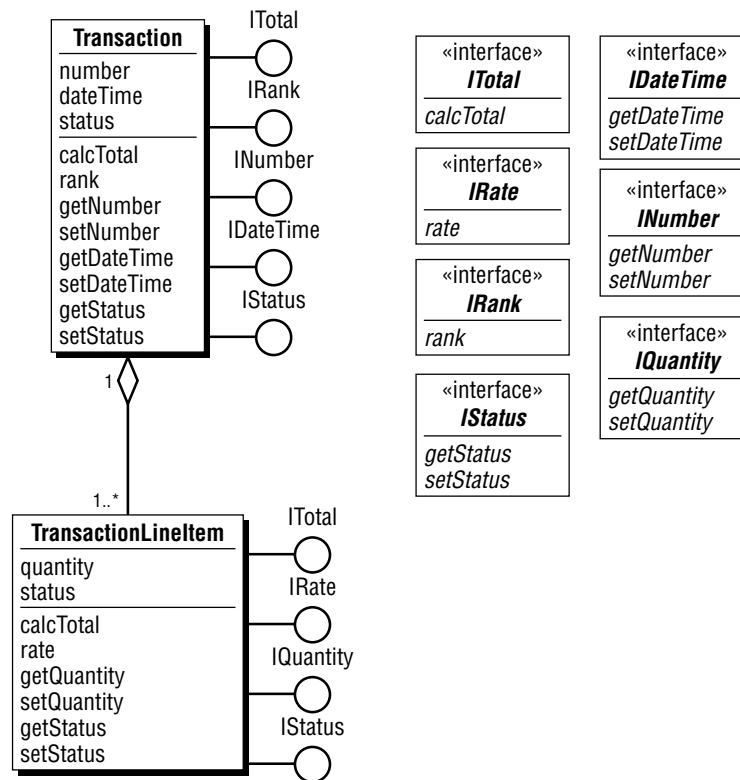 Transaction
number
dateTime
status
calcTotal
rank
getNumber
setNumber
getDateTime
setDateTime
getStatus
setStatus
ITotal
IRank
INumber
IDateTime
IStatus
1
1..*
TransactionLineItem
quantity
status
calcTotal
rate
getQuantity
setQuantity
getStatus
setStatus
ITotal
IRate
IQuantity
IStatus
«interface»
ITotal
calcTotal
«interface»
IRate
rate
«interface»
IRank
rank
«interface»
IStatus
getStatus
setStatus
«interface»
IDateTime
getDateTime
setDateTime
«interface»
INumber
getNumber
setNumber
«interface»
IQuantity
getQuantity
setQuantity